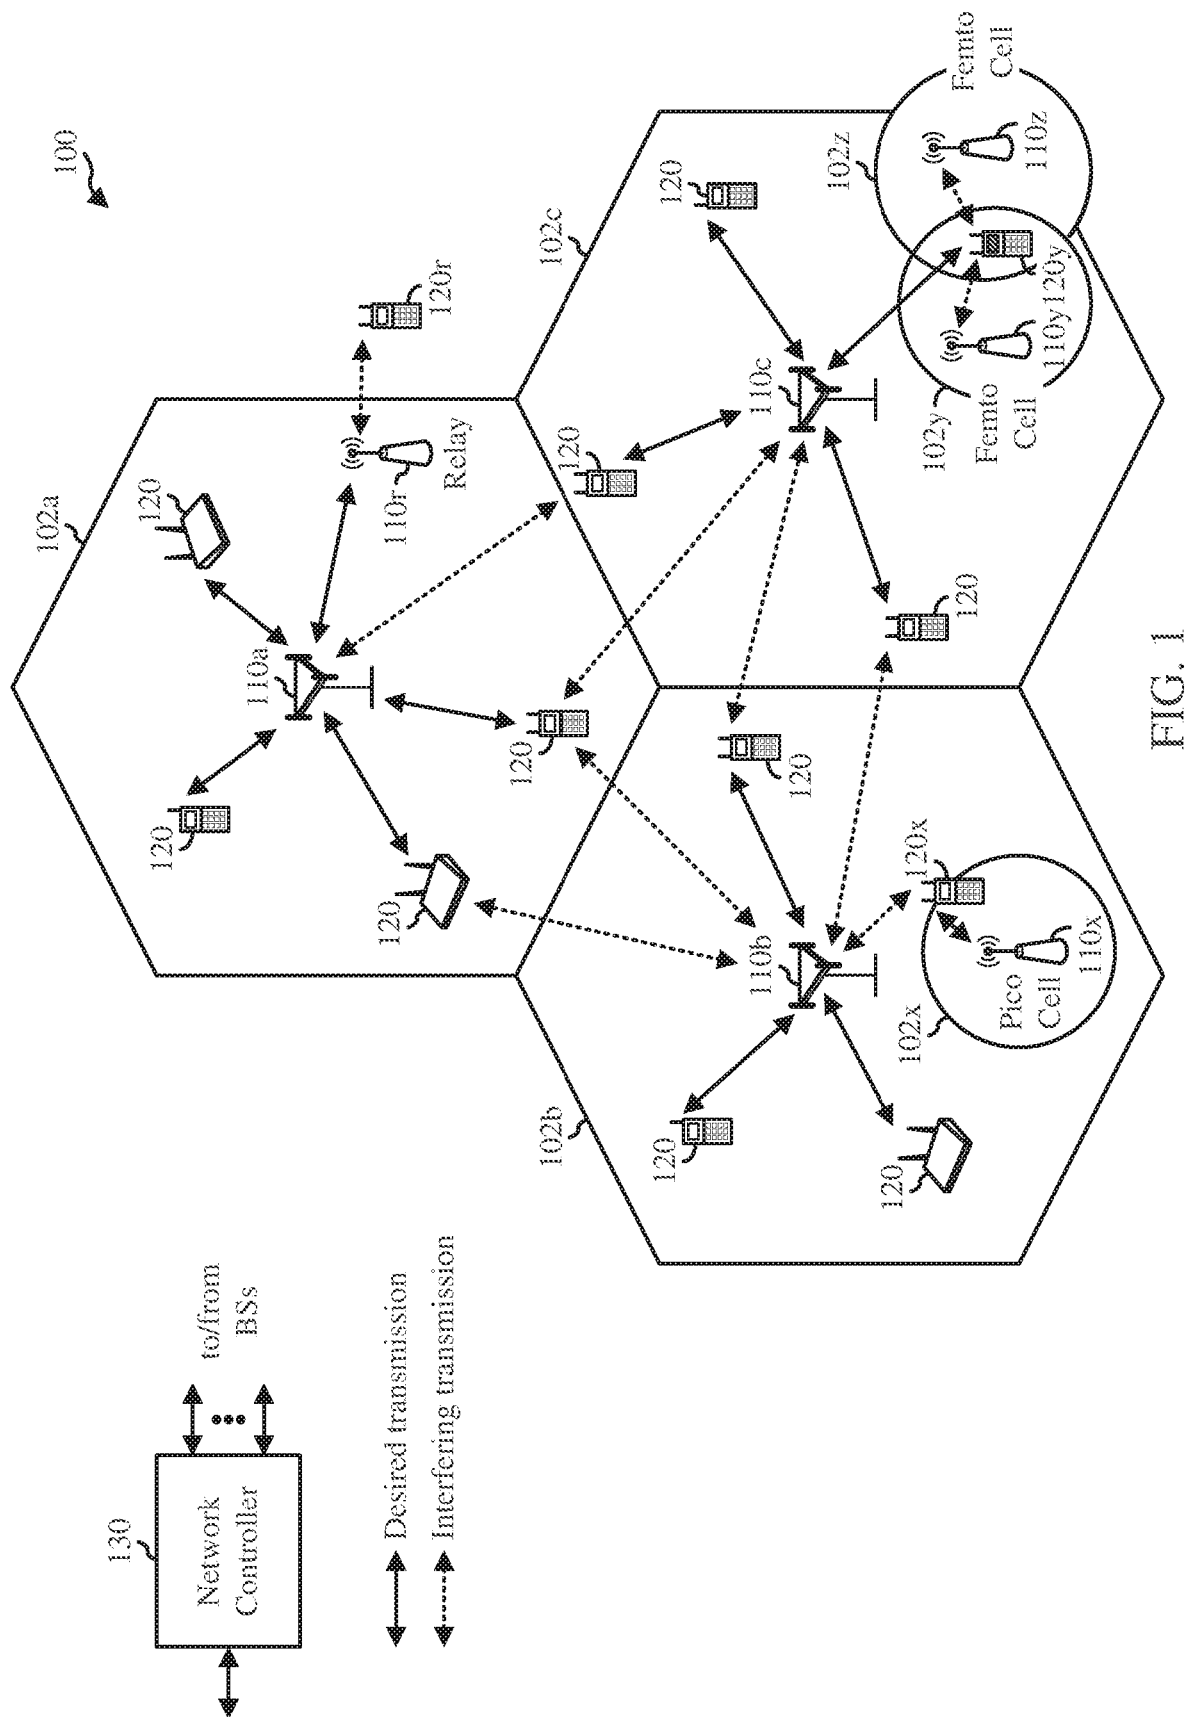 100
130
Network
Controller
to/from
BSs
Desired transmission
Interfering transmission
102a
120
120
110a
120
110r
Relay
120r
120
120
102b
120
110b
120
120
120x
102x
Pico
Cell
110x
102c
120
110c
120
120
102y
Femto
Cell
110y
120y
102z
110z
Femto
Cell
FIG. 1